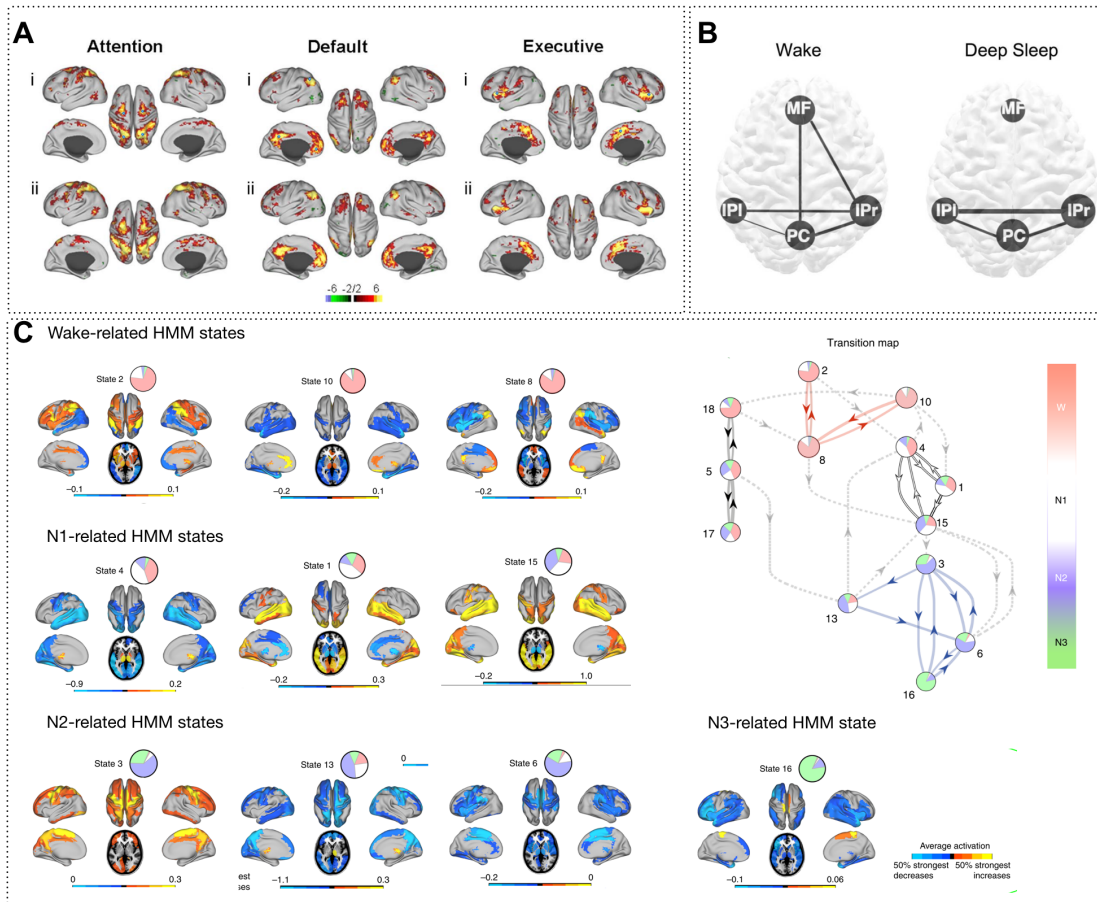 A
Attention
Default
Executive
i
i
i
ii
ii
ii
-6 -2/2 6
B
Wake
Deep Sleep
MF
IPl
IPr
PC
MF
IPi
IPr
PC
C
Wake-related HMM states
State 2
State 10
State 8
−0.1 0.1
−0.2 0.1
−0.2 0.1
N1-related HMM states
State 4
State 1
State 15
−0.9 0.2
−0.2 0.3
−0.2 1.0
N2-related HMM states
State 3
State 13
0
State 6
0 0.3
est
es
−1.1 0.3
−0.2 0
N3-related HMM state
State 16
−0.1 0.06
Average activation
50% strongest
decreases
50% strongest
increases
Transition map
2
10
18
8
4
5
1
17
15
3
13
6
16
W
N1
N2
N3